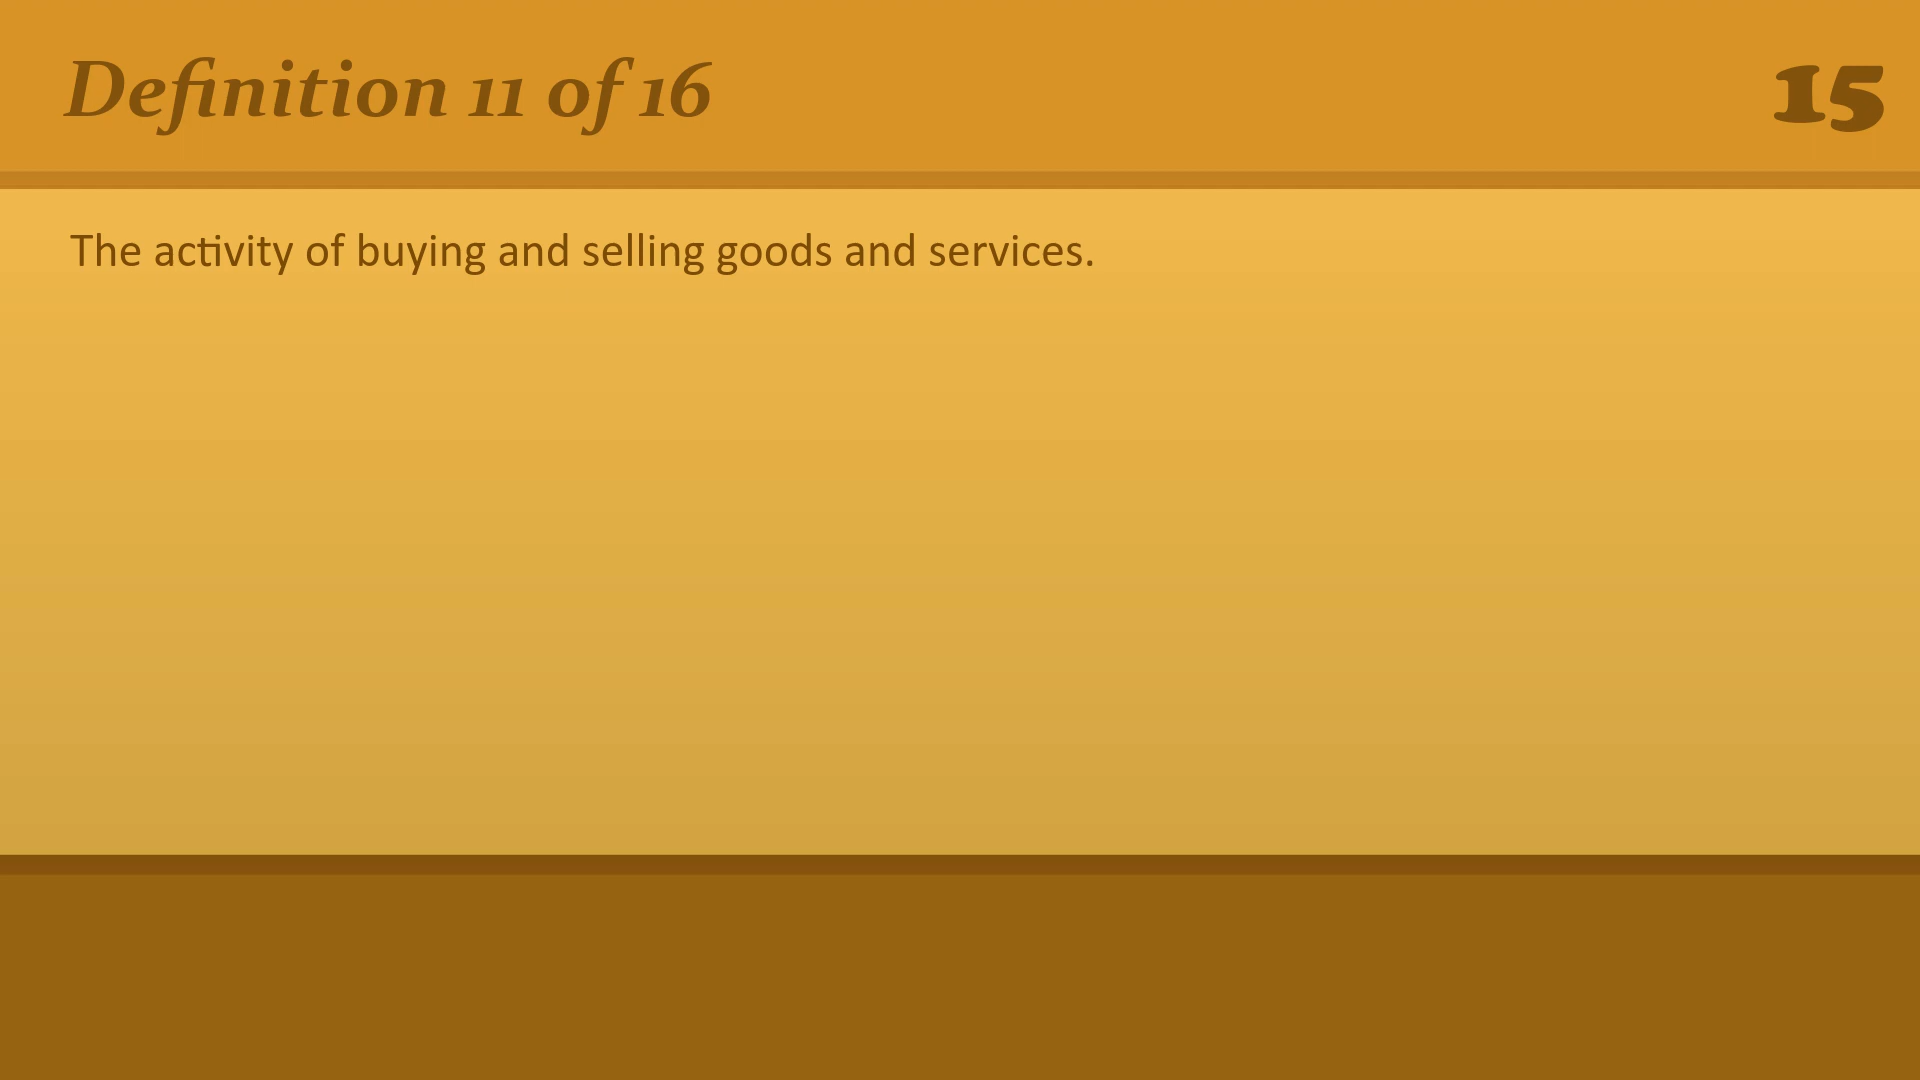 Definition 11 of 16
15
The activity of buying and selling goods and services.